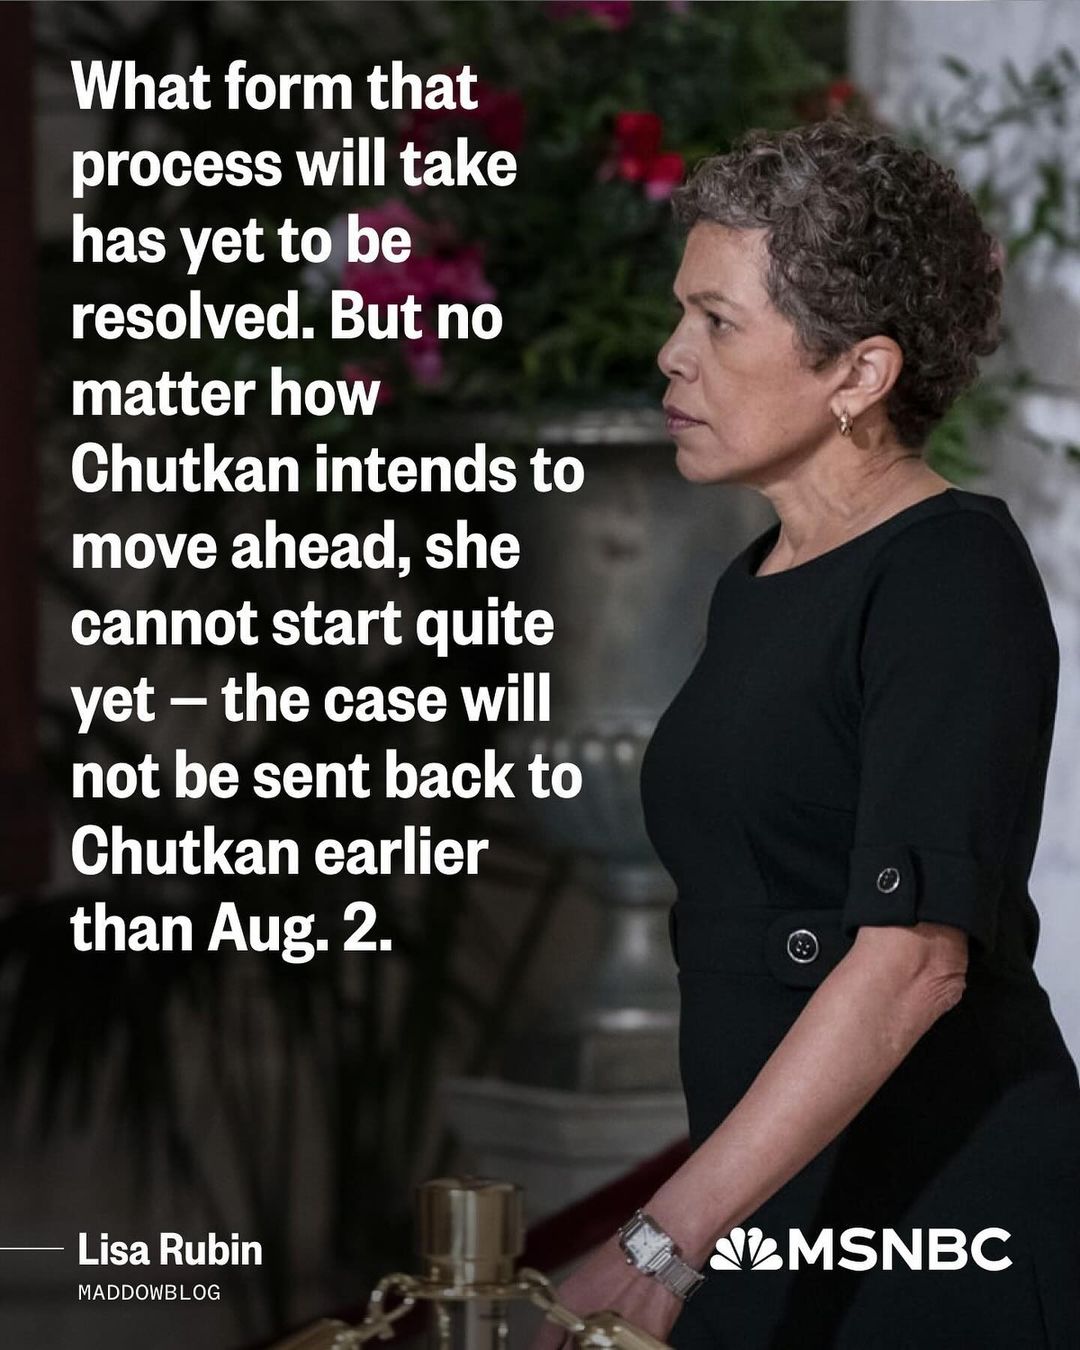 What form that
process will take
has yet to be
resolved. But no
matter how
Chutkan intends to
move ahead, she
cannot start quite
yet – the case will
not be sent back to
Chutkan earlier
than Aug. 2.
Lisa Rubin
MADDOWBLOG
MSNBC